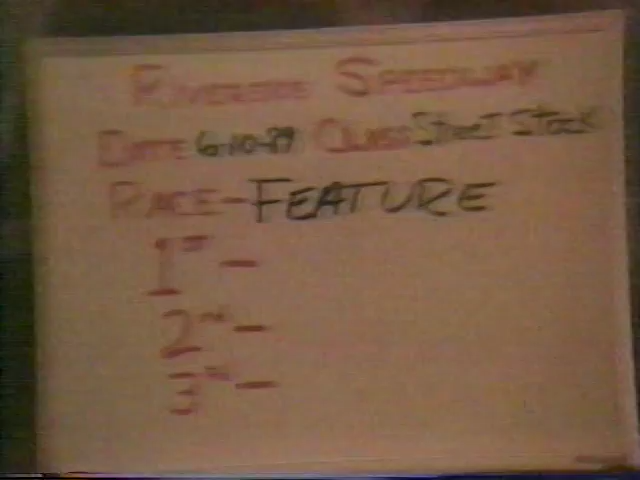 RIVERSIDE SPEEDWAY
DATE 6-10-89 CLASS Street Stock
RACE-FEATURE
1ST -
2ND -
3RD -